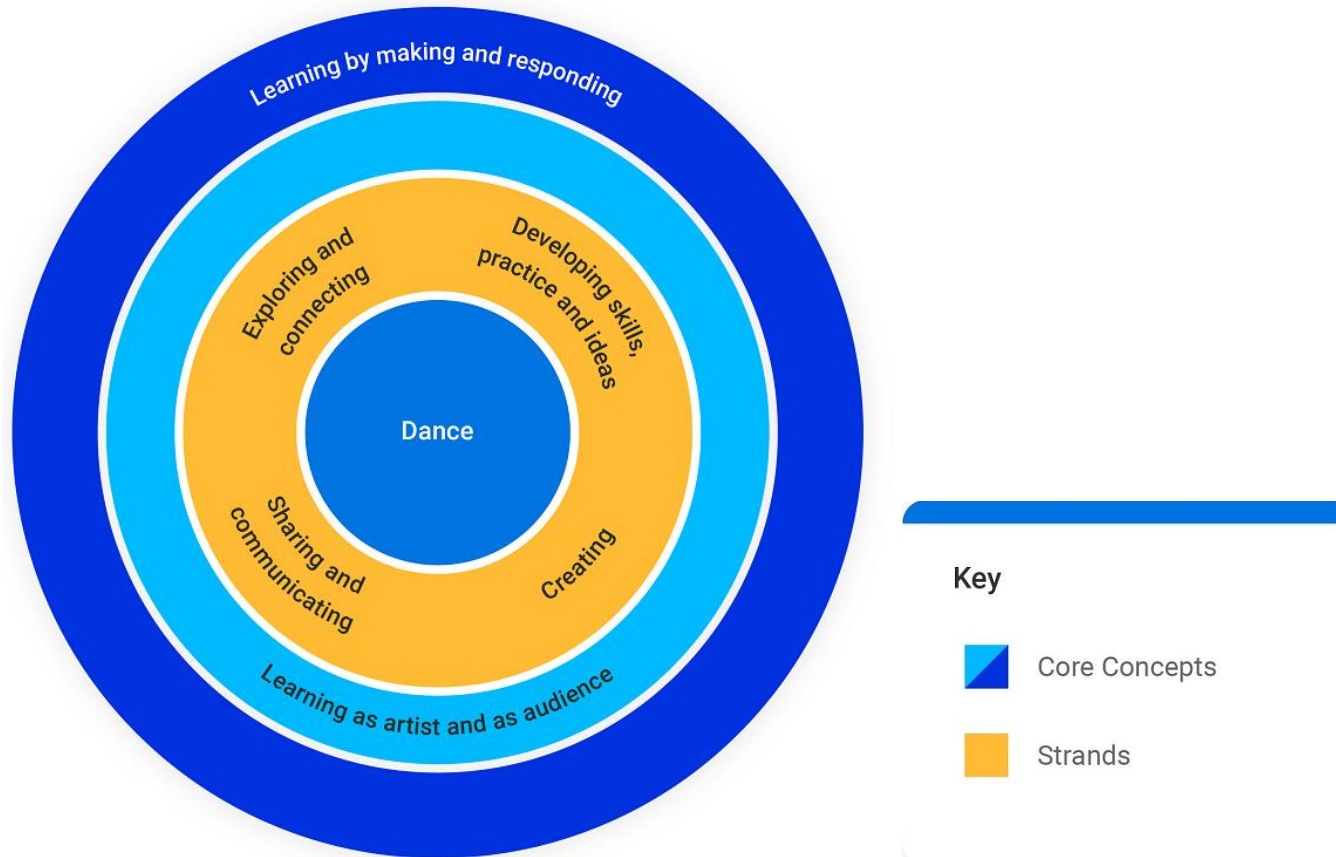 Learning by making and responding
Exploring and
connecting
Developing skills,
practice and ideas
Dance
Sharing and
communicating
Creating
Learning as artist and as audience
Key
Core Concepts
Strands